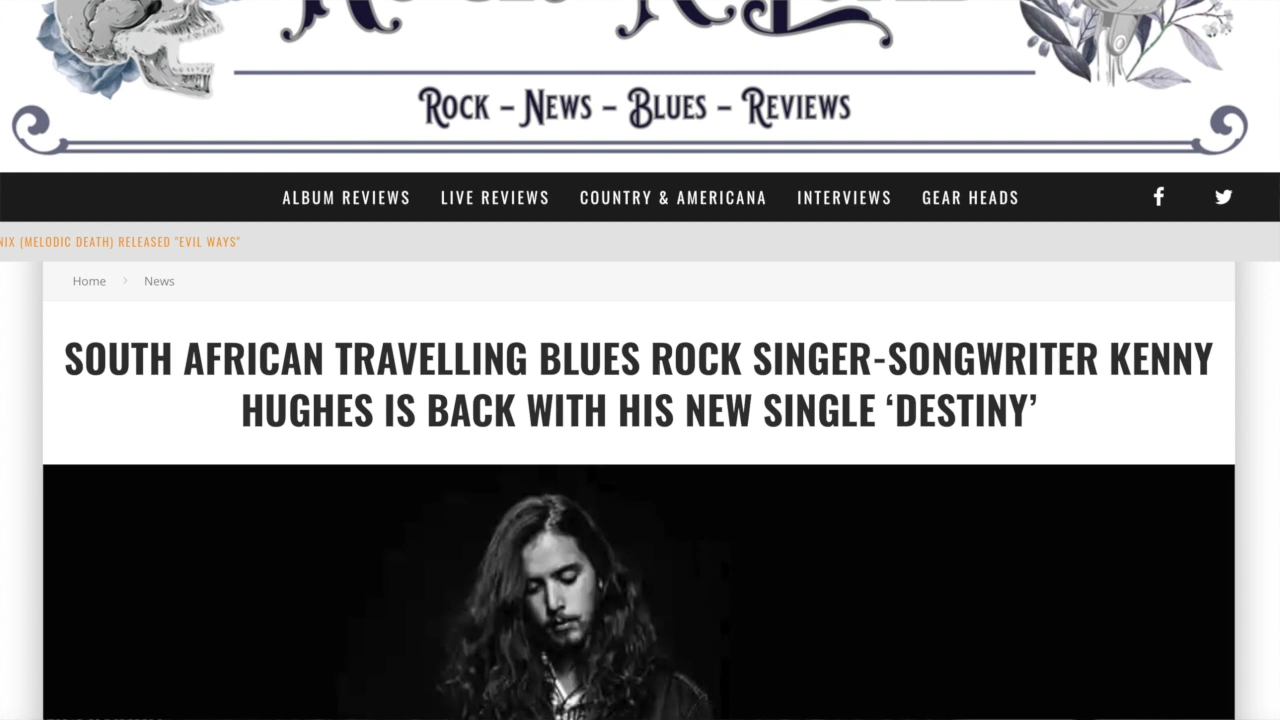 ROCK – NEWS – BLUES – REVIEWS
ALBUM REVIEWS LIVE REVIEWS COUNTRY & AMERICANA INTERVIEWS GEAR HEADS
(MELODIC DEATH) RELEASED "EVIL WAYS"
Home > News
SOUTH AFRICAN TRAVELLING BLUES ROCK SINGER-SONGWRITER KENNY
HUGHES IS BACK WITH HIS NEW SINGLE ‘DESTINY’